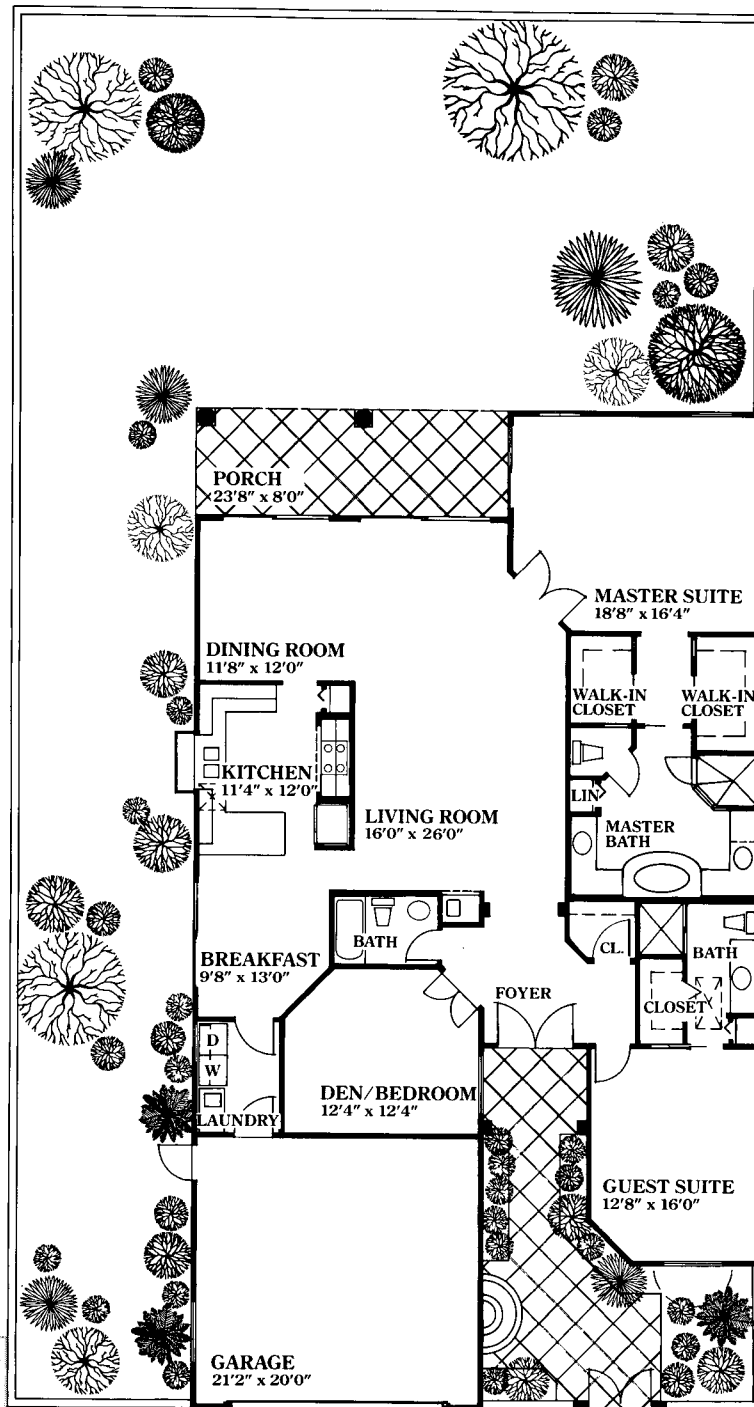 PORCH
23'8" x 8'0"
MASTER SUITE
18'8" x 16'4"
DINING ROOM
11'8" x 12'0"
WALK-IN
CLOSET
WALK-IN
CLOSET
KITCHEN
11'4" x 12'0"
LIN
LIVING ROOM
16'0" x 26'0"
MASTER
BATH
BATH
CL.
BATH
BREAKFAST
9'8" x 13'0"
FOYER
CLOSET
D
W
DEN/BEDROOM
12'4" x 12'4"
LAUNDRY
GUEST SUITE
12'8" x 16'0"
GARAGE
21'2" x 20'0"